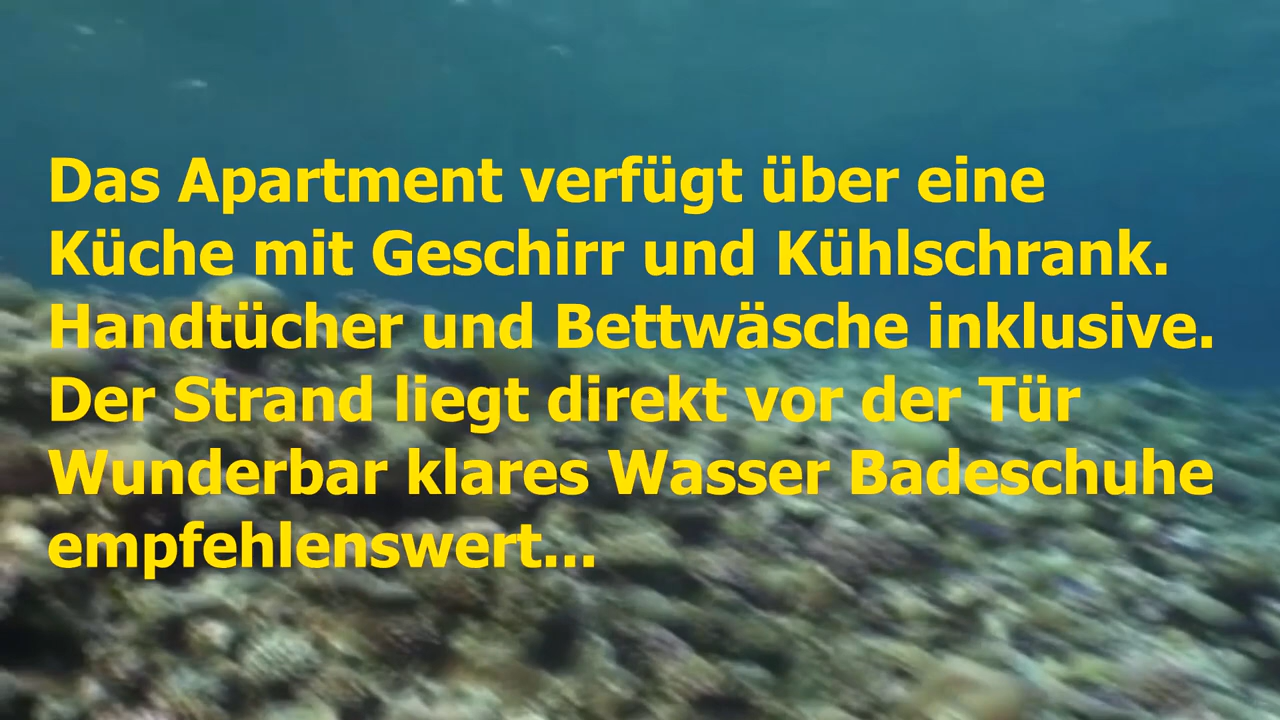 Das Apartment verfügt über eine
Küche mit Geschirr und Kühlschrank.
Handtücher und Bettwäsche inklusive.
Der Strand liegt direkt vor der Tür
Wunderbar klares Wasser Badeschuhe
empfehlenswert...